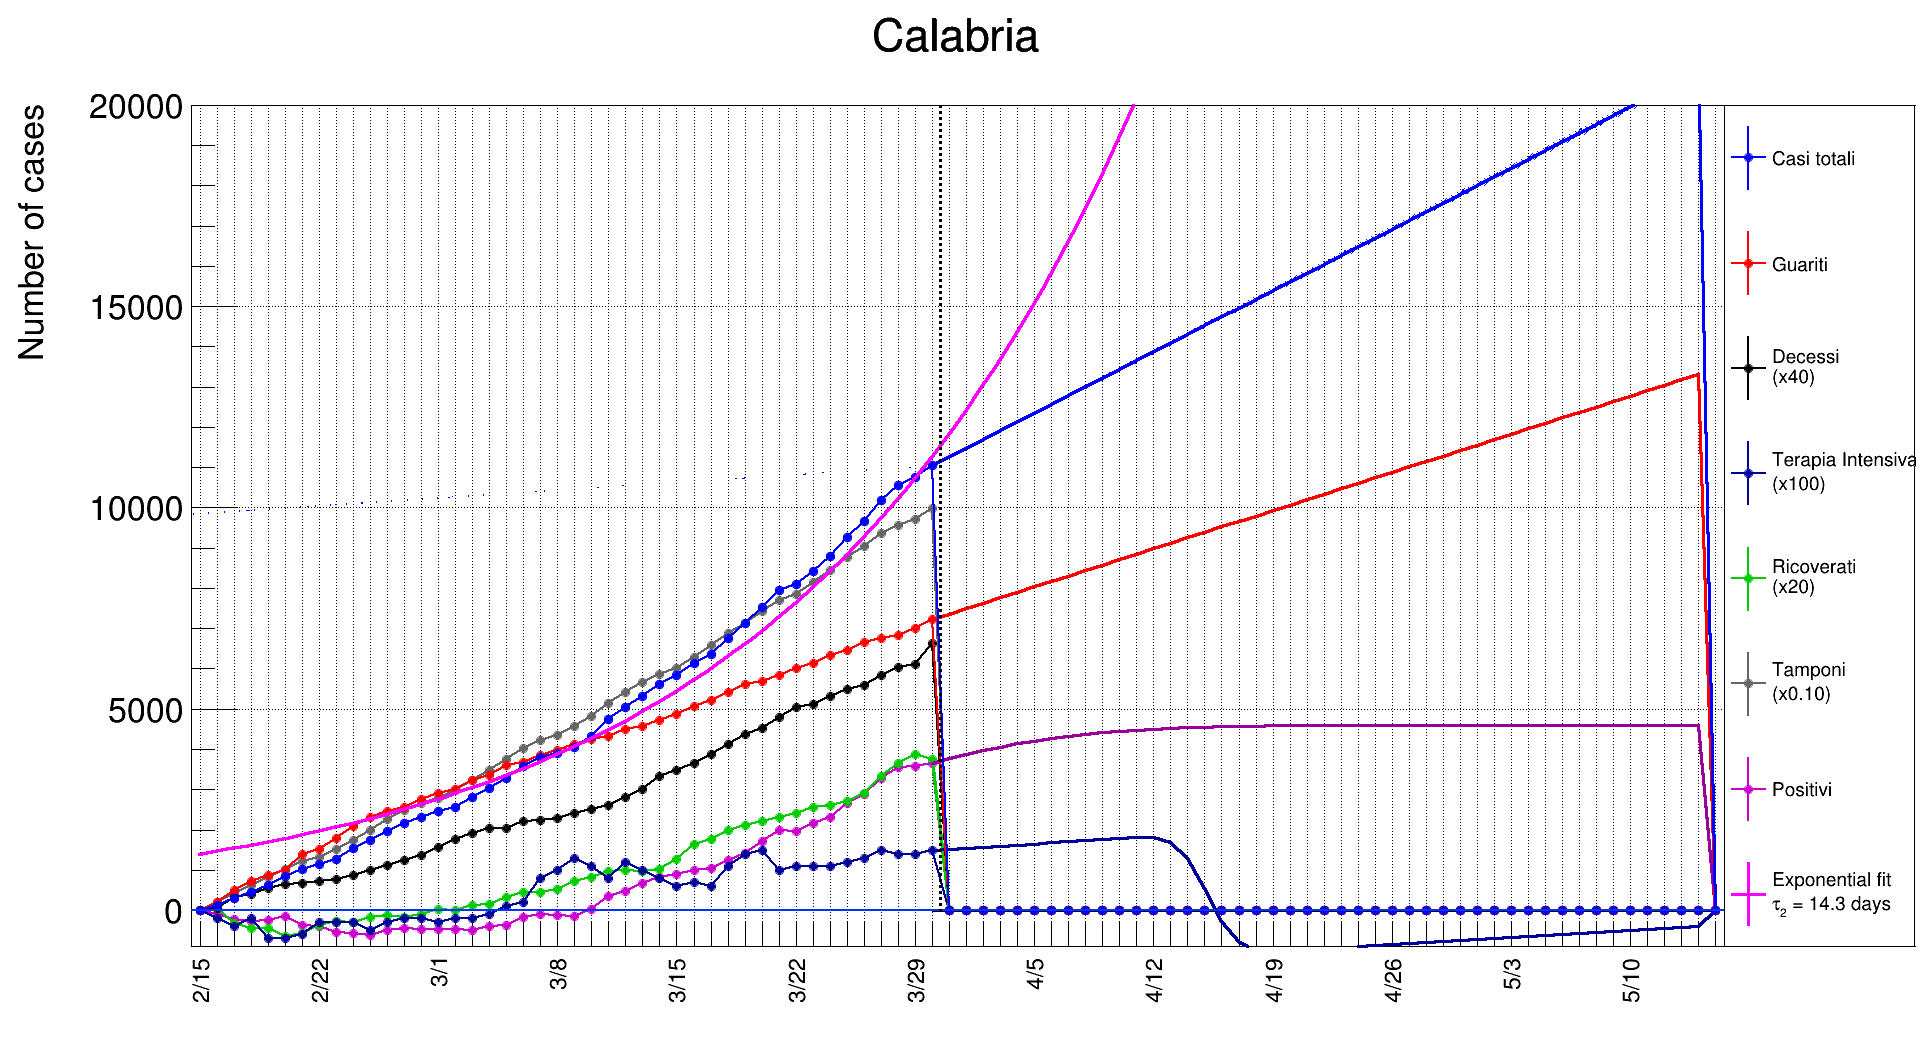 Calabria
Number of cases
20000
15000
10000
5000
0
2/15
2/22
3/1
3/8
3/15
3/22
3/29
4/5
4/12
4/19
4/26
5/3
5/10
Casi totali
Guariti
Decessi
(x40)
Terapia Intensiva
(x100)
Ricoverati
(x20)
Tamponi
(x0.10)
Positivi
Exponential fit
τ2 = 14.3 days